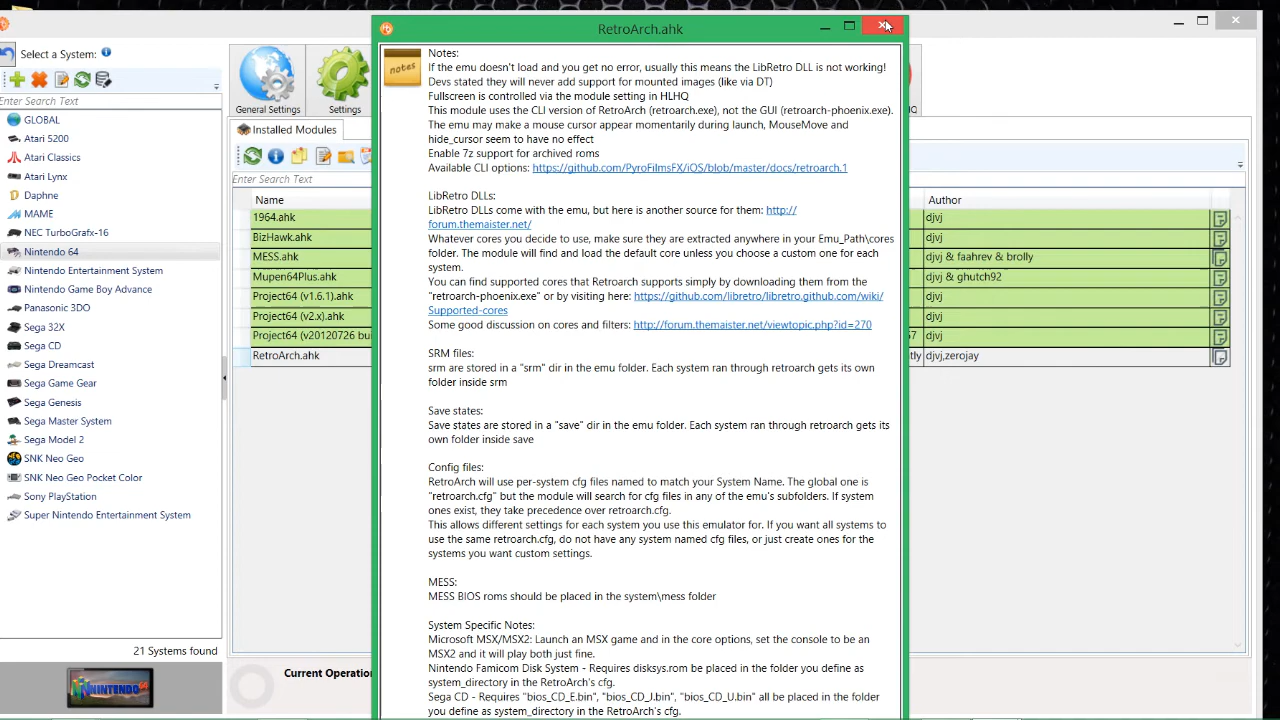 RetroArch.ahk
Select a System:
Enter Search Text
GLOBAL
Atari 5200
Atari Classics
Atari Lynx
Daphne
MAME
NEC TurboGrafx-16
Nintendo 64
Nintendo Entertainment System
Nintendo Game Boy Advance
Panasonic 3DO
Sega 32X
Sega CD
Sega Dreamcast
Sega Game Gear
Sega Genesis
Sega Master System
Sega Model 2
SNK Neo Geo
SNK Neo Geo Pocket Color
Sony PlayStation
Super Nintendo Entertainment System
21 Systems found
NINTENDO 64
General Settings
Settings
Installed Modules
Enter Search Text
Name
1964.ahk
BizHawk.ahk
MESS.ahk
Mupen64Plus.ahk
Project64 (v1.6.1).ahk
Project64 (v2.x).ahk
Project64 (v20120726 bui
RetroArch.ahk
Current Operatio
notes
Notes:
If the emu doesn't load and you get no error, usually this means the LibRetro DLL is not working!
Devs stated they will never add support for mounted images (like via DT)
Fullscreen is controlled via the module setting in HLHQ
This module uses the CLI version of RetroArch (retroarch.exe), not the GUI (retroarch-phoenix.exe).
The emu may make a mouse cursor appear momentarily during launch, MouseMove and
hide_cursor seem to have no effect
Enable 7z support for archived roms
Available CLI options: https://github.com/PyroFilmsFX/iOS/blob/master/docs/retroarch.1
LibRetro DLLs:
LibRetro DLLs come with the emu, but here is another source for them: http://
forum.themaister.net/
Whatever cores you decide to use, make sure they are extracted anywhere in your Emu_Path\cores
folder. The module will find and load the default core unless you choose a custom one for each
system.
You can find supported cores that Retroarch supports simply by downloading them from the
"retroarch-phoenix.exe" or by visiting here: https://github.com/libretro/libretro.github.com/wiki/
Supported-cores
Some good discussion on cores and filters: http://forum.themaister.net/viewtopic.php?id=270
SRM files:
srm are stored in a "srm" dir in the emu folder. Each system ran through retroarch gets its own
folder inside srm
Save states:
Save states are stored in a "save" dir in the emu folder. Each system ran through retroarch gets its
own folder inside save
Config files:
RetroArch will use per-system cfg files named to match your System Name. The global one is
"retroarch.cfg" but the module will search for cfg files in any of the emu's subfolders. If system
ones exist, they take precedence over retroarch.cfg.
This allows different settings for each system you use this emulator for. If you want all systems to
use the same retroarch.cfg, do not have any system named cfg files, or just create ones for the
systems you want custom settings.
MESS:
MESS BIOS roms should be placed in the system\mess folder
System Specific Notes:
Microsoft MSX/MSX2: Launch an MSX game and in the core options, set the console to be an
MSX2 and it will play both just fine.
Nintendo Famicom Disk System - Requires disksys.rom be placed in the folder you define as
system_directory in the RetroArch's cfg.
Sega CD - Requires "bios_CD_E.bin", "bios_CD_J.bin", "bios_CD_U.bin" all be placed in the folder
you define as system_directory in the RetroArch's cfg.
Author
djvj
djvj
djvj & faahrev & brolly
djvj & ghutch92
djvj
djvj
djvj
djvj,zerojay